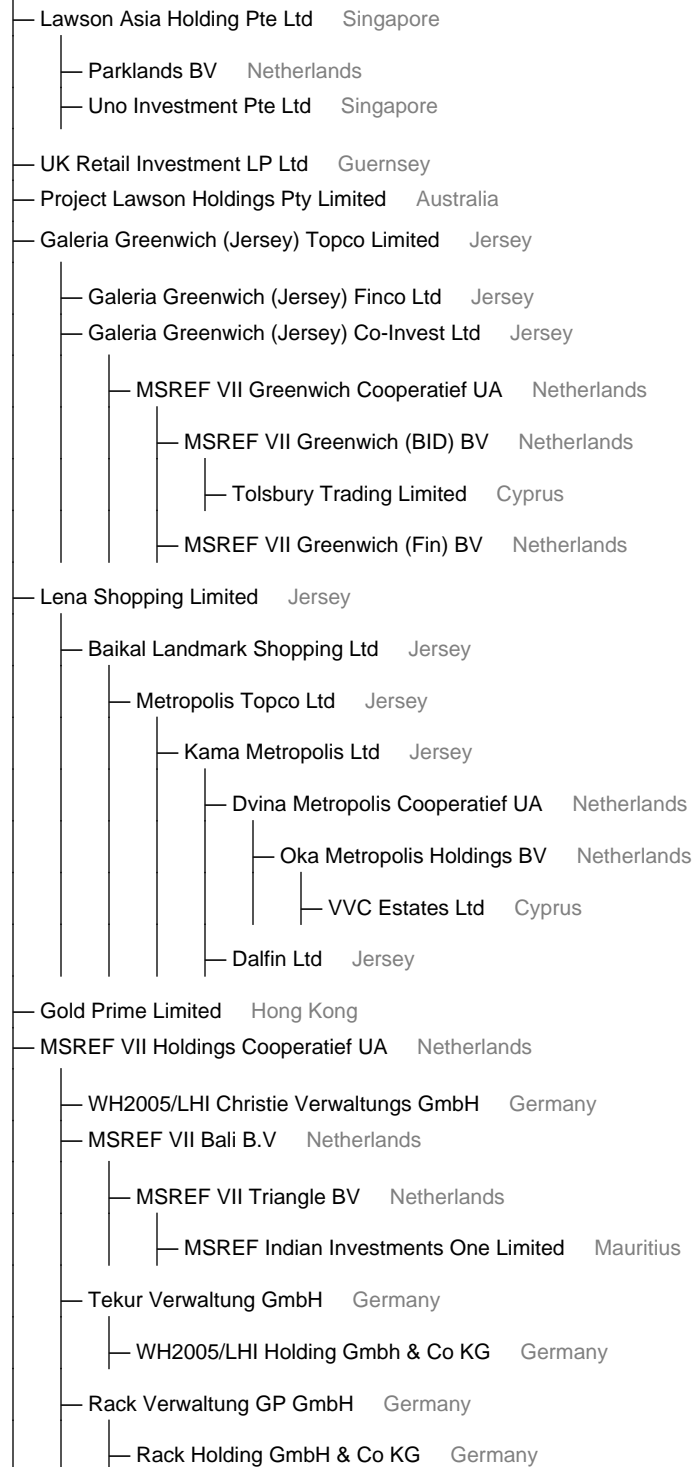 Lawson Asia Holding Pte Ltd Singapore
Parklands BV Netherlands
Uno Investment Pte Ltd Singapore
UK Retail Investment LP Ltd Guernsey
Project Lawson Holdings Pty Limited Australia
Galeria Greenwich (Jersey) Topco Limited Jersey
Galeria Greenwich (Jersey) Finco Ltd Jersey
Galeria Greenwich (Jersey) Co-Invest Ltd Jersey
MSREF VII Greenwich Cooperatief UA Netherlands
MSREF VII Greenwich (BID) BV Netherlands
Tolsbury Trading Limited Cyprus
MSREF VII Greenwich (Fin) BV Netherlands
Lena Shopping Limited Jersey
Baikal Landmark Shopping Ltd Jersey
Metropolis Topco Ltd Jersey
Kama Metropolis Ltd Jersey
Dvina Metropolis Cooperatief UA Netherlands
Oka Metropolis Holdings BV Netherlands
VVC Estates Ltd Cyprus
Dalfin Ltd Jersey
Gold Prime Limited Hong Kong
MSREF VII Holdings Cooperatief UA Netherlands
WH2005/LHI Christie Verwaltungs GmbH Germany
MSREF VII Bali B.V Netherlands
MSREF VII Triangle BV Netherlands
MSREF Indian Investments One Limited Mauritius
Tekur Verwaltung GmbH Germany
WH2005/LHI Holding Gmbh & Co KG Germany
Rack Verwaltung GP GmbH Germany
Rack Holding GmbH & Co KG Germany